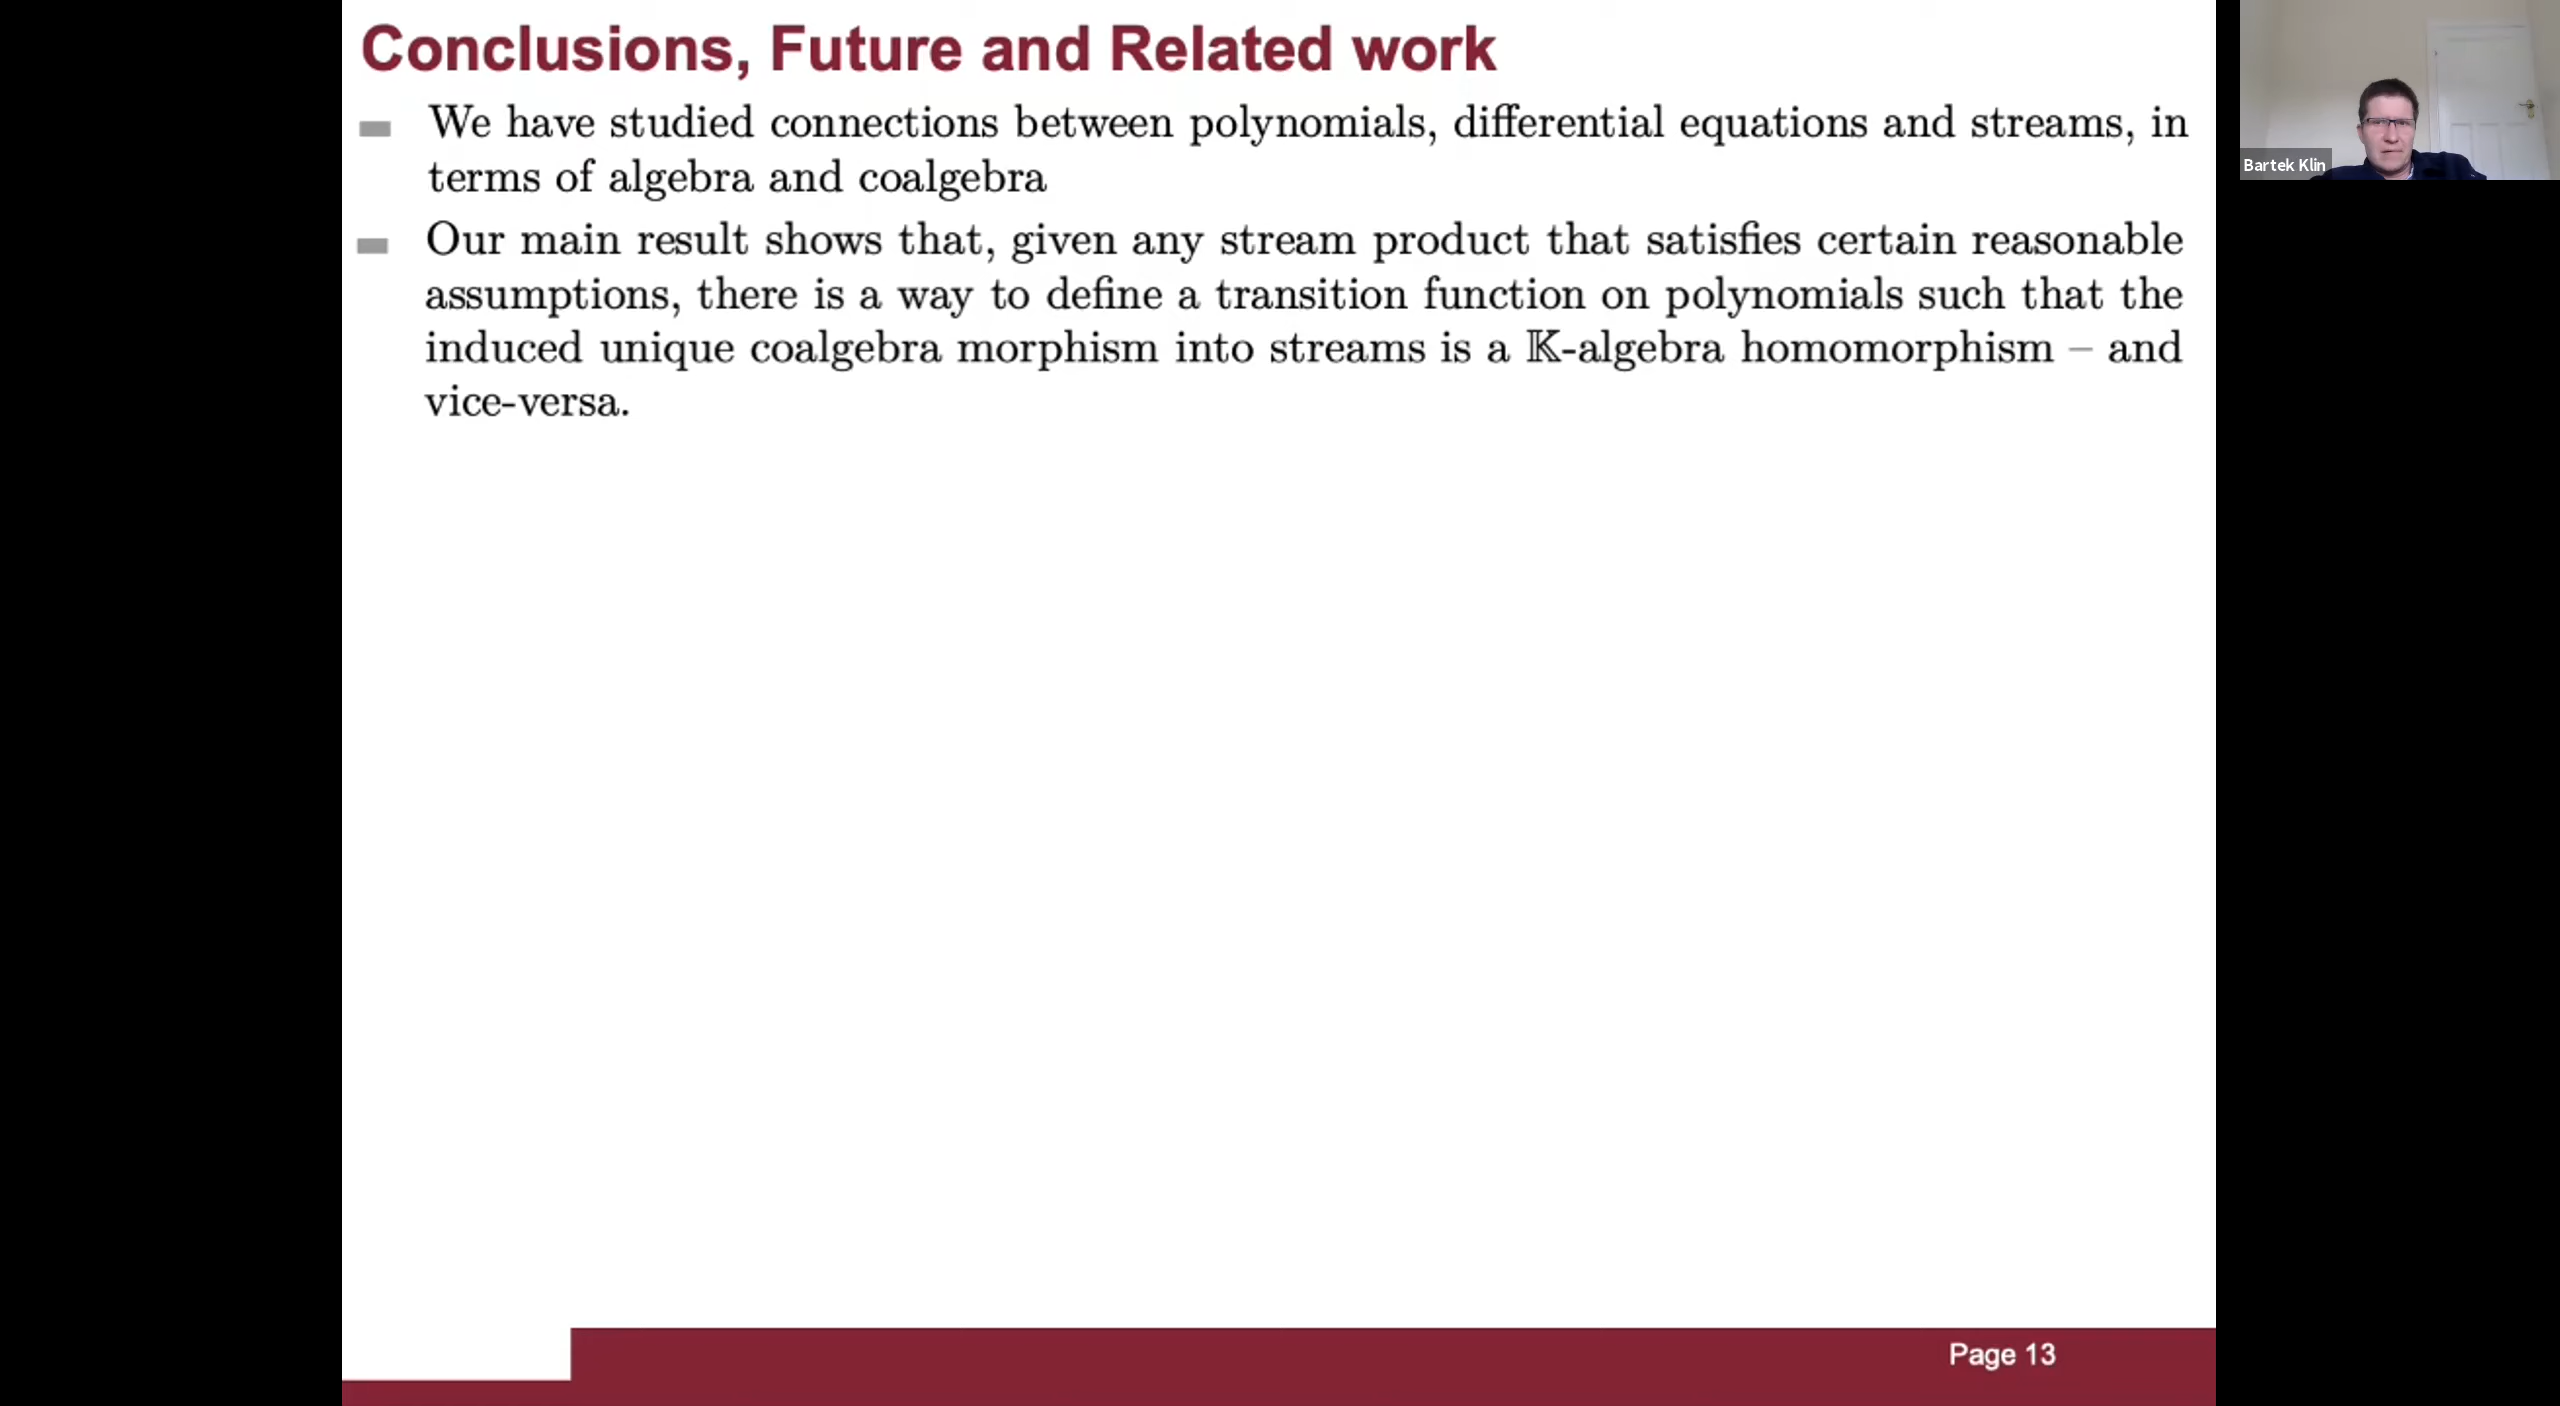 Conclusions, Future and Related work
We have studied connections between polynomials, differential equations and streams, in
terms of algebra and coalgebra
Our main result shows that, given any stream product that satisfies certain reasonable
assumptions, there is a way to define a transition function on polynomials such that the
induced unique coalgebra morphism into streams is a 𝕂-algebra homomorphism – and
vice-versa.
Page 13
Bartek Klin